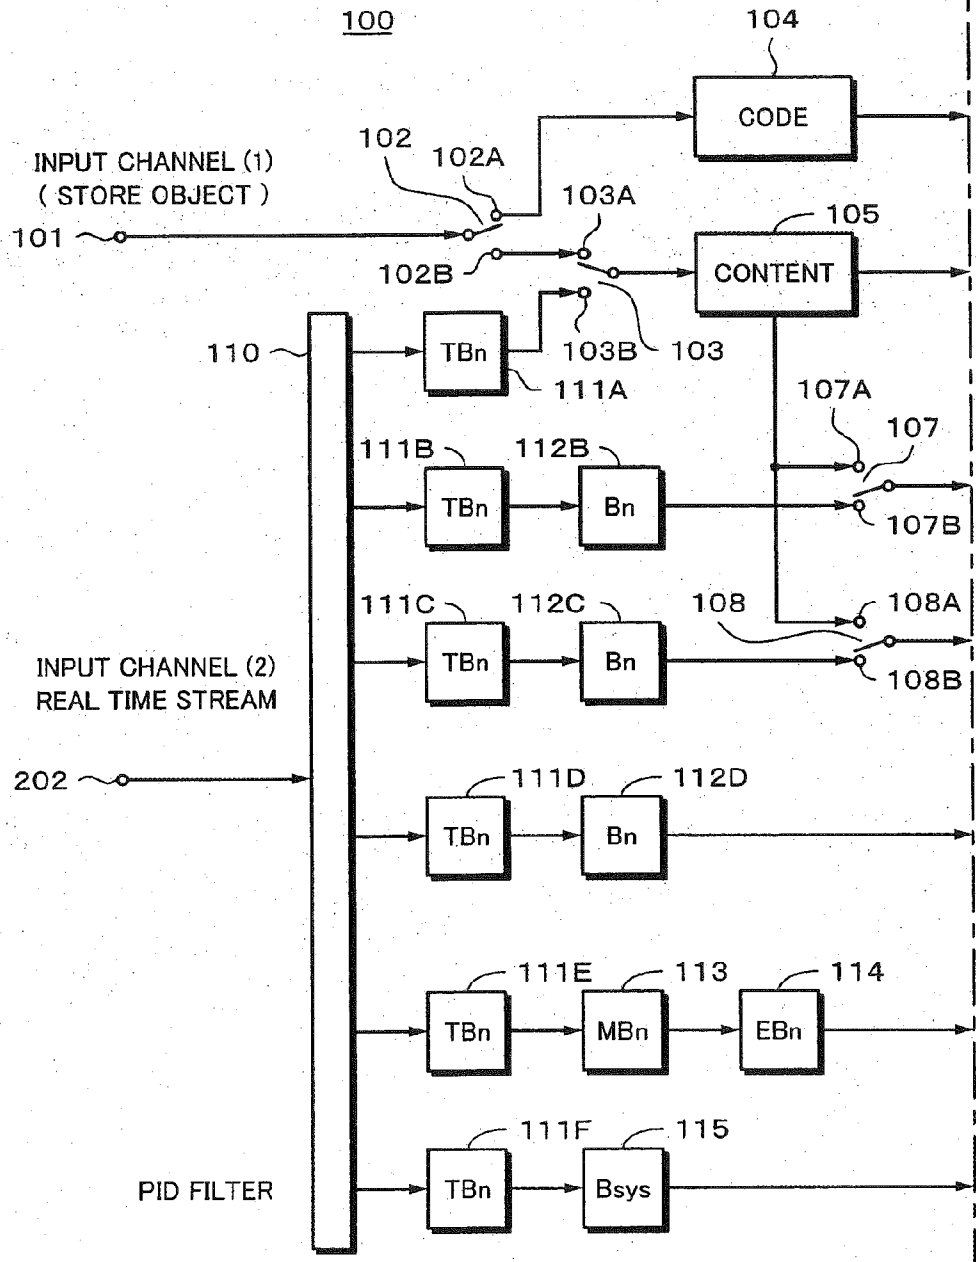 100
104
CODE
INPUT CHANNEL (1)
( STORE OBJECT )
102
102A
103A
105
101
102B
CONTENT
110
TBn
103B
103
111A
107A
107
111B
112B
TBn
Bn
107B
111C
112C
108
108A
INPUT CHANNEL (2)
REAL TIME STREAM
TBn
Bn
108B
202
111D
112D
TBn
Bn
111E
113
114
TBn
MBn
EBn
111F
115
PID FILTER
TBn
Bsys